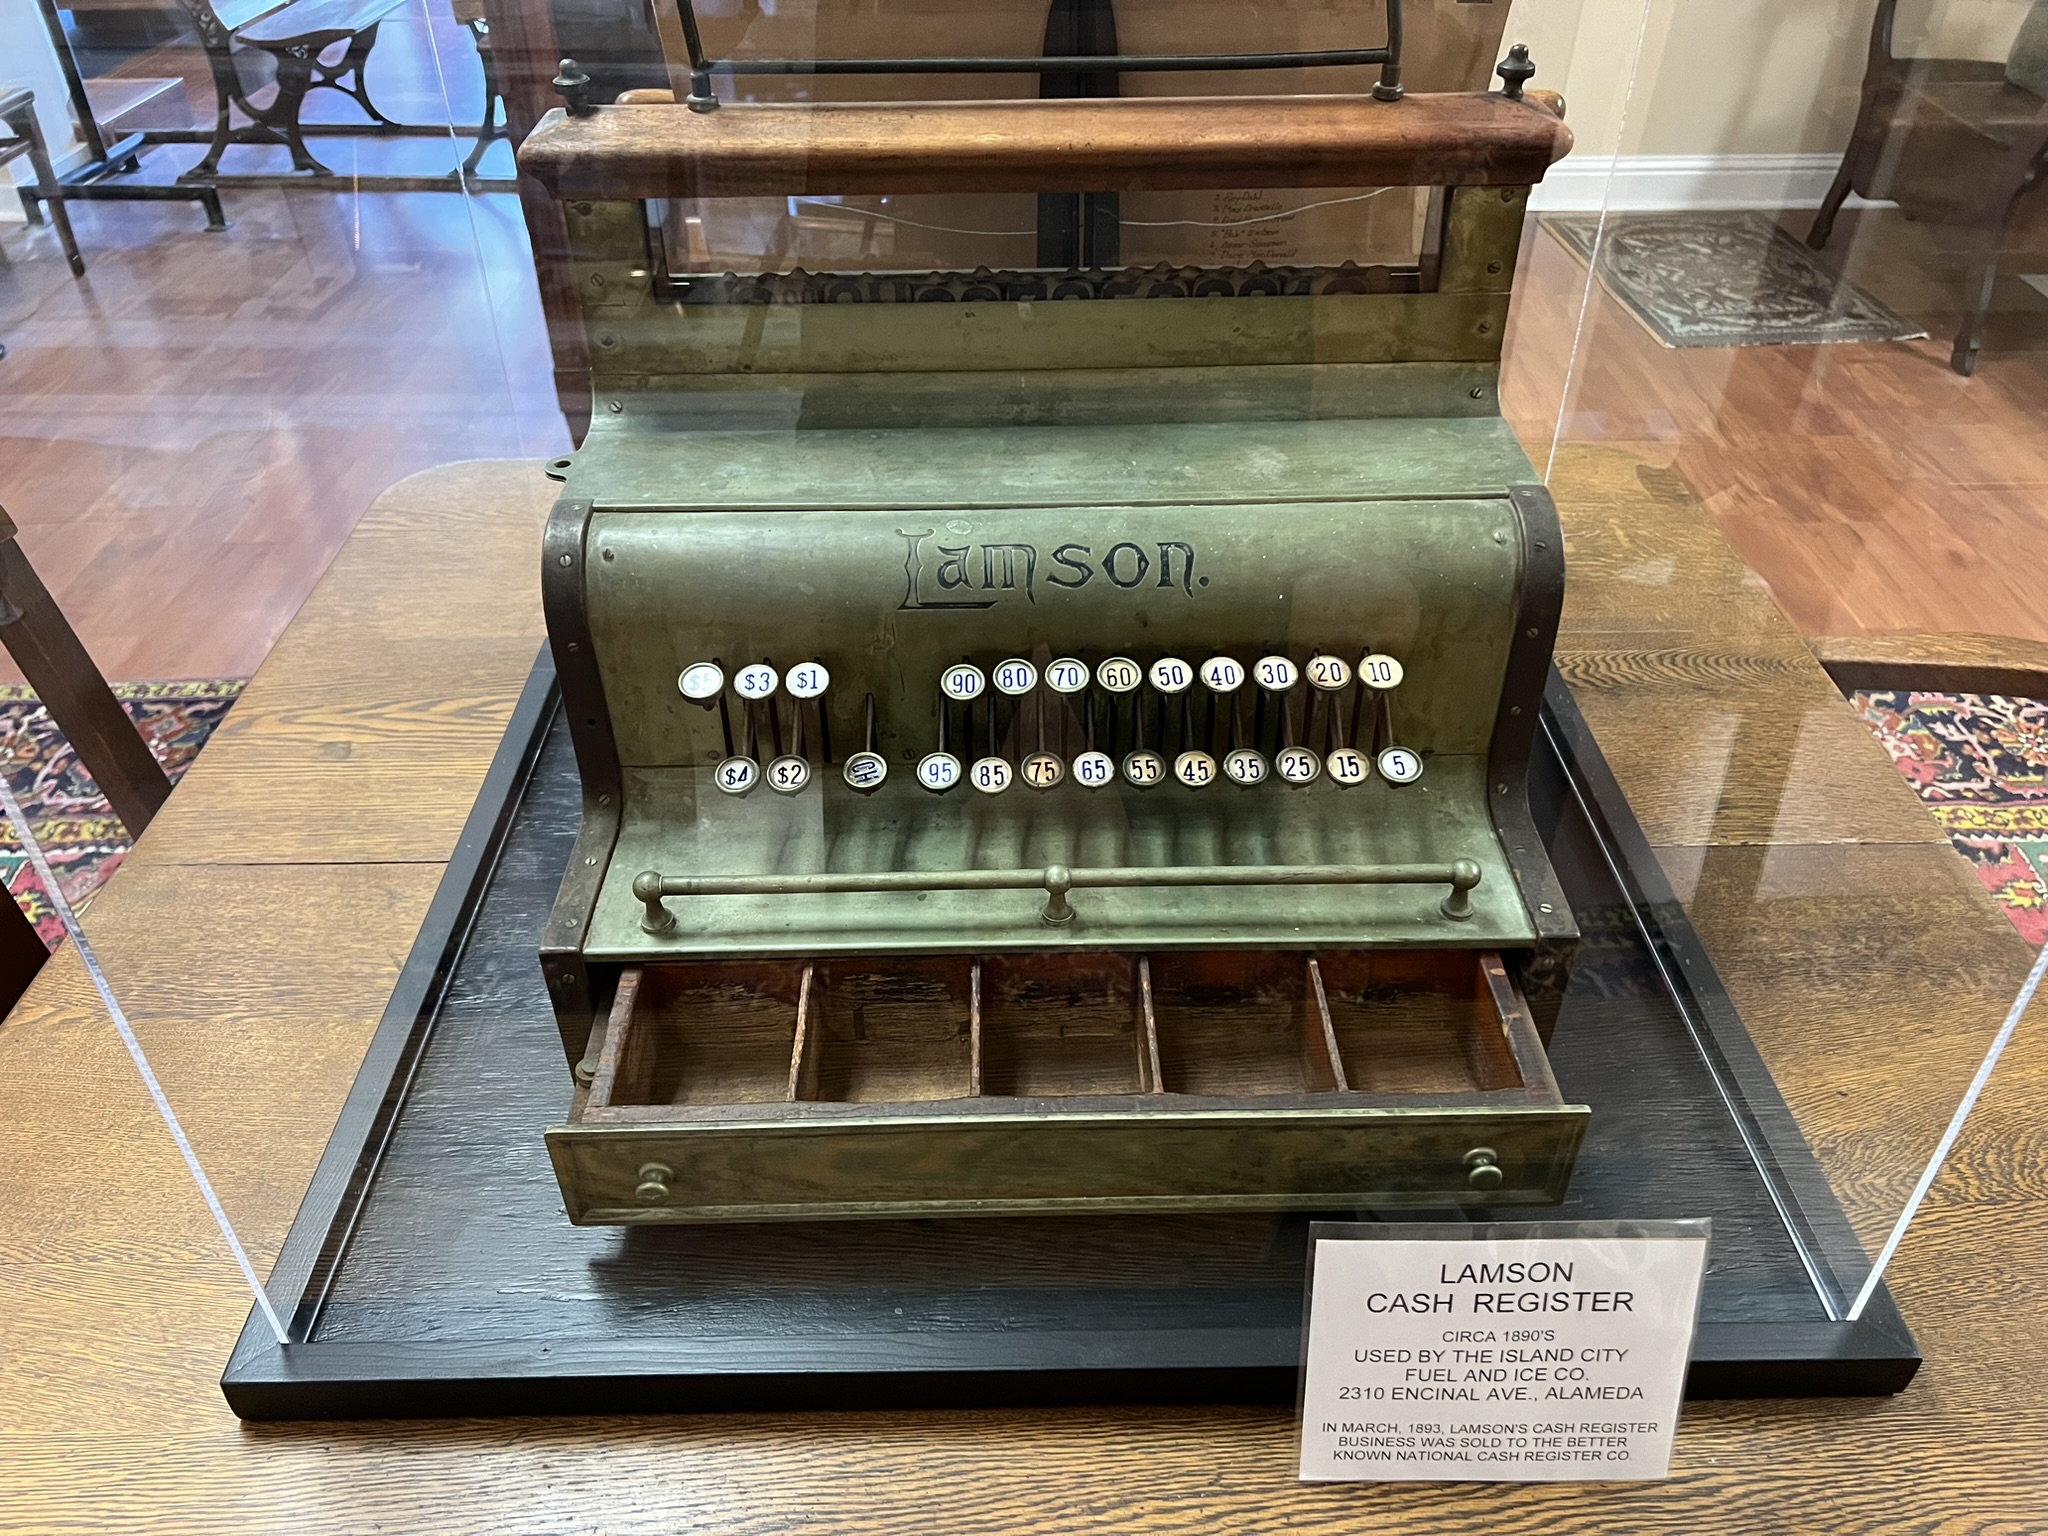 Lamson.
$5 $3 $1 90 80 70 60 50 40 30 20 10
$4 $2 95 85 75 65 55 45 35 25 15 5
LAMSON
CASH REGISTER
CIRCA 1890'S
USED BY THE ISLAND CITY
FUEL AND ICE CO.
2310 ENCINAL AVE., ALAMEDA
IN MARCH, 1893, LAMSON'S CASH REGISTER
BUSINESS WAS SOLD TO THE BETTER
KNOWN NATIONAL CASH REGISTER CO.